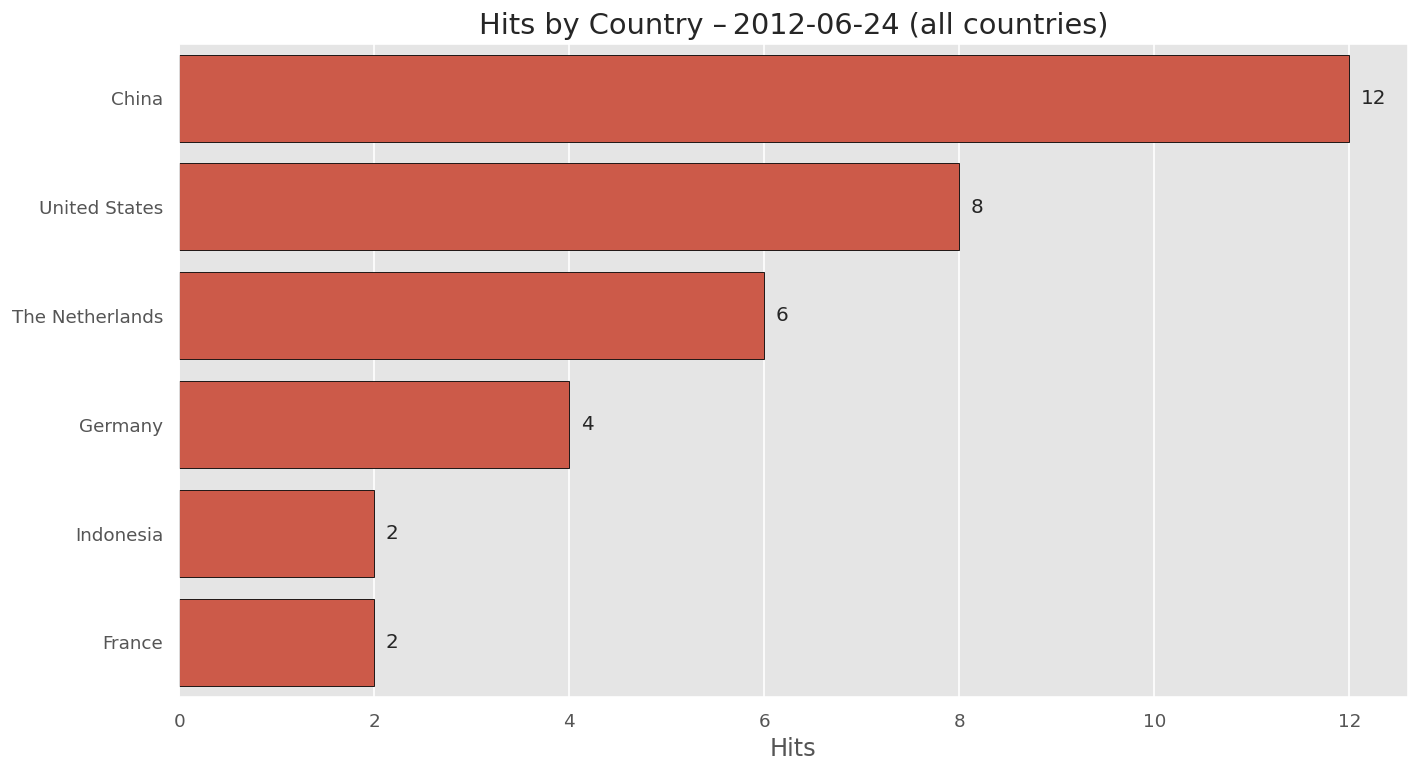 Hits by Country – 2012-06-24 (all countries)
China
12
United States
8
The Netherlands
6
Germany
4
Indonesia
2
France
2
0 2 4 6 8 10 12
Hits